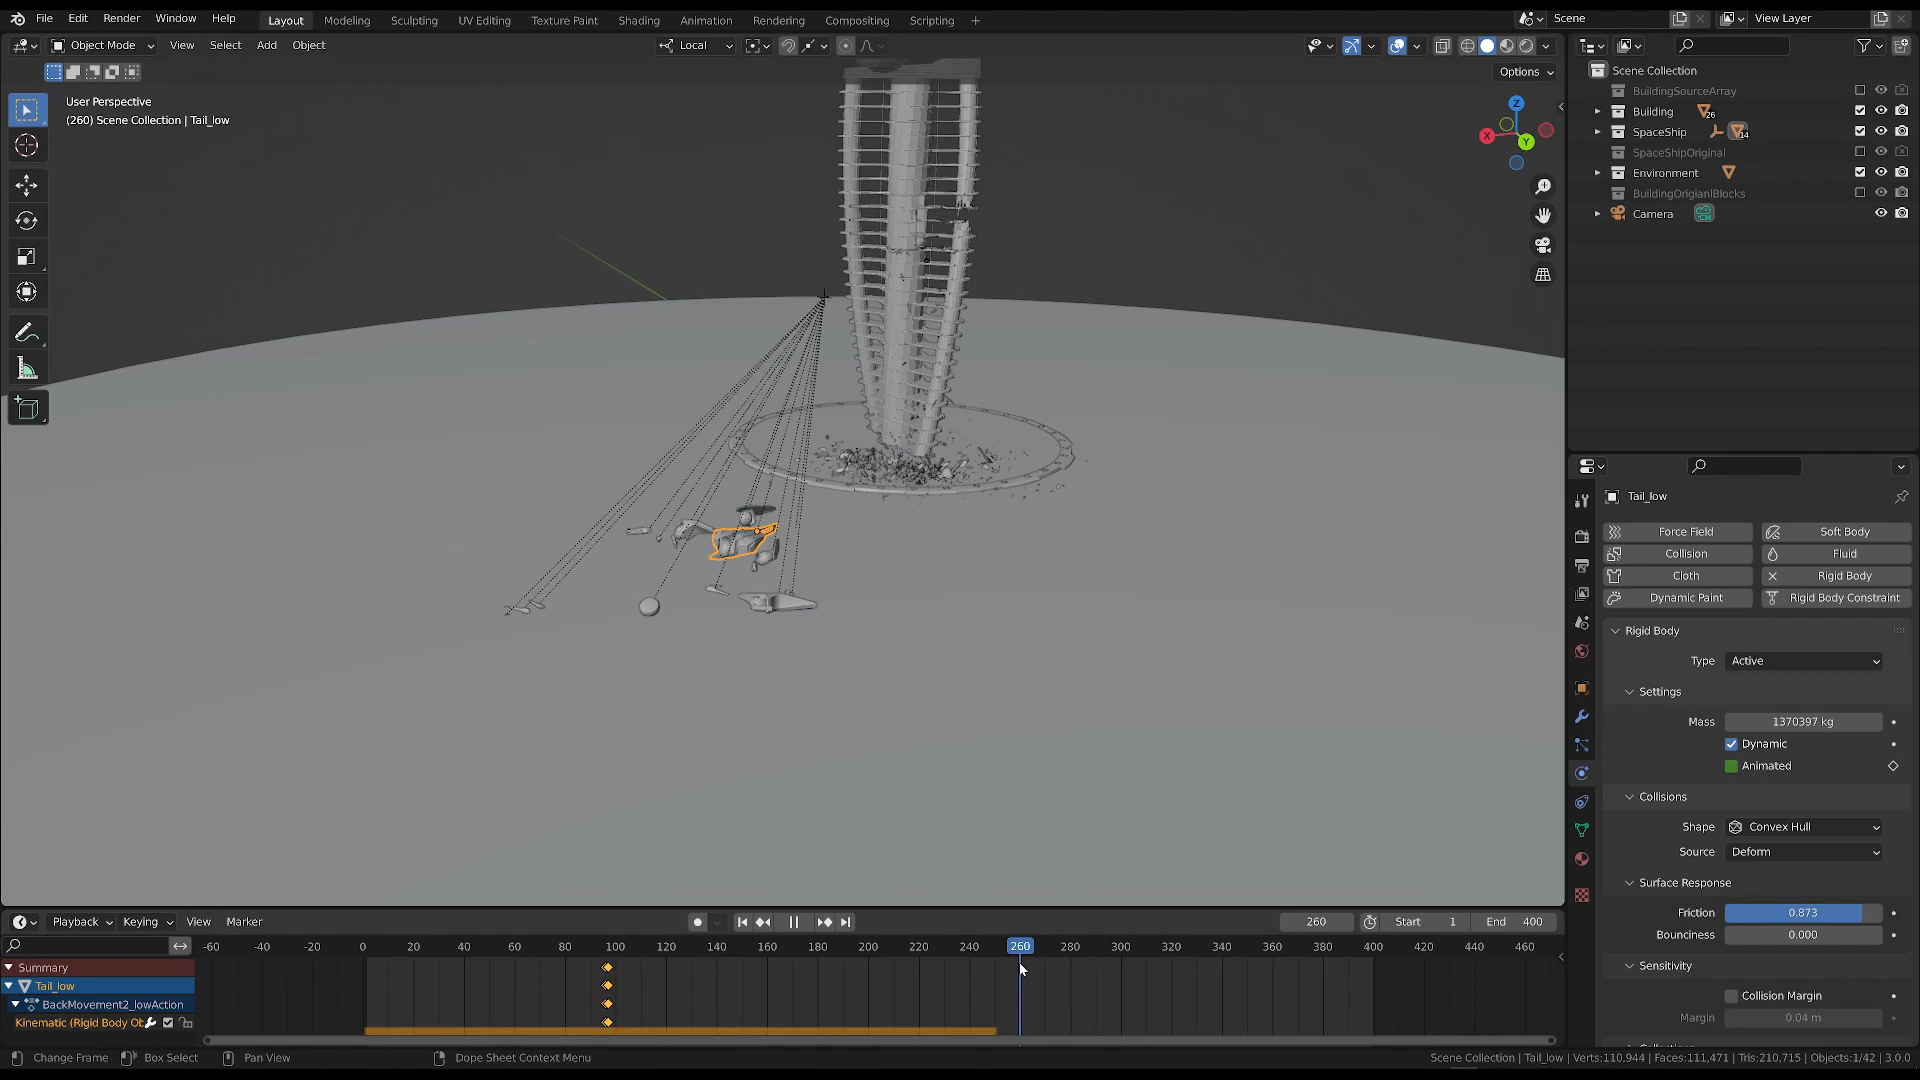 File Edit Render Window Help Layout Modeling Sculpting UV Editing Texture Paint Shading Animation Rendering Compositing Scripting + Scene View Layer
Object Mode View Select Add Object Local
Options
User Perspective
(260) Scene Collection | Tail_low
Z
X
Y
Scene Collection
BuildingSourceArray
Building 26
SpaceShip 14
SpaceShipOriginal
Environment
BuildingOrigianlBlocks
Camera
Tail_low
Force Field Soft Body
Collision Fluid
Cloth Rigid Body
Dynamic Paint Rigid Body Constraint
Rigid Body
Type Active
Settings
Mass 1370397 kg
Dynamic
Animated
Collisions
Shape Convex Hull
Source Deform
Surface Response
Friction 0.873
Bounciness 0.000
Sensitivity
Collision Margin
Margin 0.04 m
Playback Keying View Marker 260 Start 1 End 400
-60 -40 -20 0 20 40 60 80 100 120 140 160 180 200 220 240 260 280 300 320 340 360 380 400 420 440 460
Summary
Tail_low
BackMovement2_lowAction
Kinematic (Rigid Body Ob
Change Frame Box Select Pan View Dope Sheet Context Menu Scene Collection | Tail_low | Verts:110,944 | Faces:111,471 | Tris:210,715 | Objects:1/42 | 3.0.0